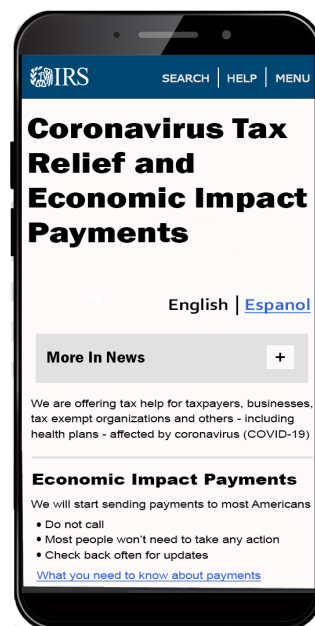 IRS
SEARCH | HELP | MENU
Coronavirus Tax
Relief and
Economic Impact
Payments
English | Espanol
More In News +
We are offering tax help for taxpayers, businesses,
tax exempt organizations and others - including
health plans - affected by coronavirus (COVID-19)
Economic Impact Payments
We will start sending payments to most Americans
• Do not call
• Most people won't need to take any action
• Check back often for updates
What you need to know about payments